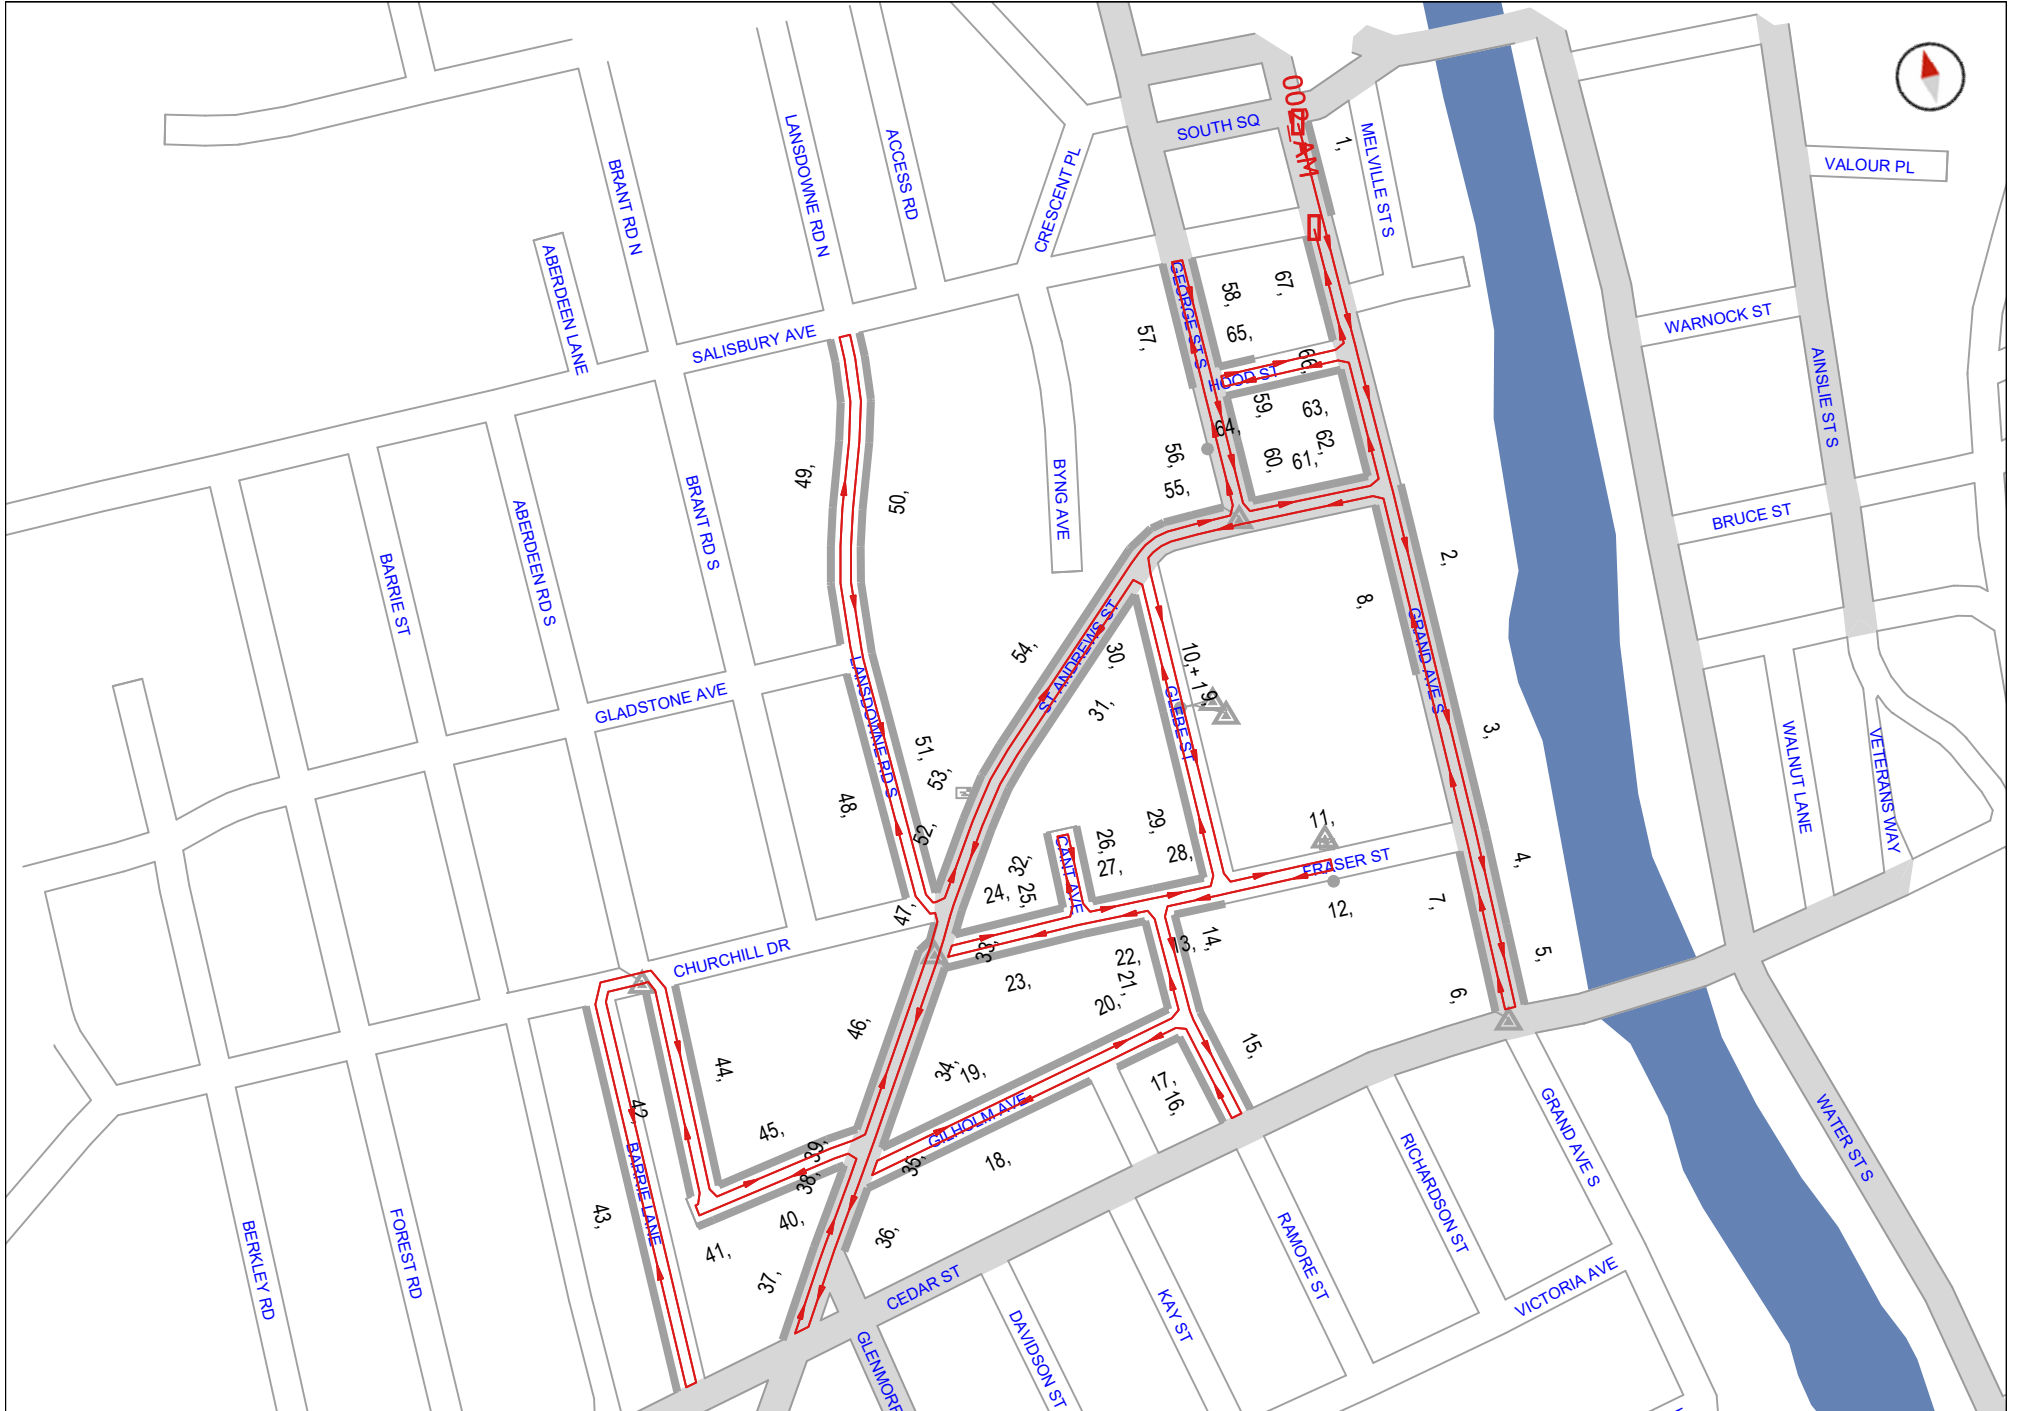 SOUTH SQ
1,
MELVILLE ST S
VALOUR PL
LANSDOWNE RD N
ACCESS RD
CRESCENT PL
BRANT RD N
ABERDEEN LANE
SALISBURY AVE
GEORGE ST S
58,
67,
57,
65,
66,
HOOD ST
59,
63,
64,
62,
56,
60,
61,
55,
WARNOCK ST
AINSLIE ST S
BRUCE ST
49,
50,
BYNG AVE
BRANT RD S
ABERDEEN RD S
BARRIE ST
2,
8,
GRAND AVE S
3,
54,
30,
ST ANDREWS ST
31,
10,+ 19,
GLEBE ST
LANSDOWNE RD S
GLADSTONE AVE
51,
53,
48,
52,
WALNUT LANE
VETERANS WAY
29,
26,
28,
27,
11,
FRASER ST
12,
4,
7,
5,
6,
CANT AVE
32,
24,
25,
47,
33,
CHURCHILL DR
22,
13,
14,
23,
21,
20,
46,
15,
34,
19,
17,
16,
44,
42,
45,
39,
38,
35,
GILHOLM AVE
18,
40,
41,
43,
BARRIE LANE
37,
36,
CEDAR ST
BERKLEY RD
FOREST RD
GLENMORE
DAVIDSON ST
KAY ST
RAMORE ST
RICHARDSON ST
GRAND AVE S
VICTORIA AVE
WATER ST S